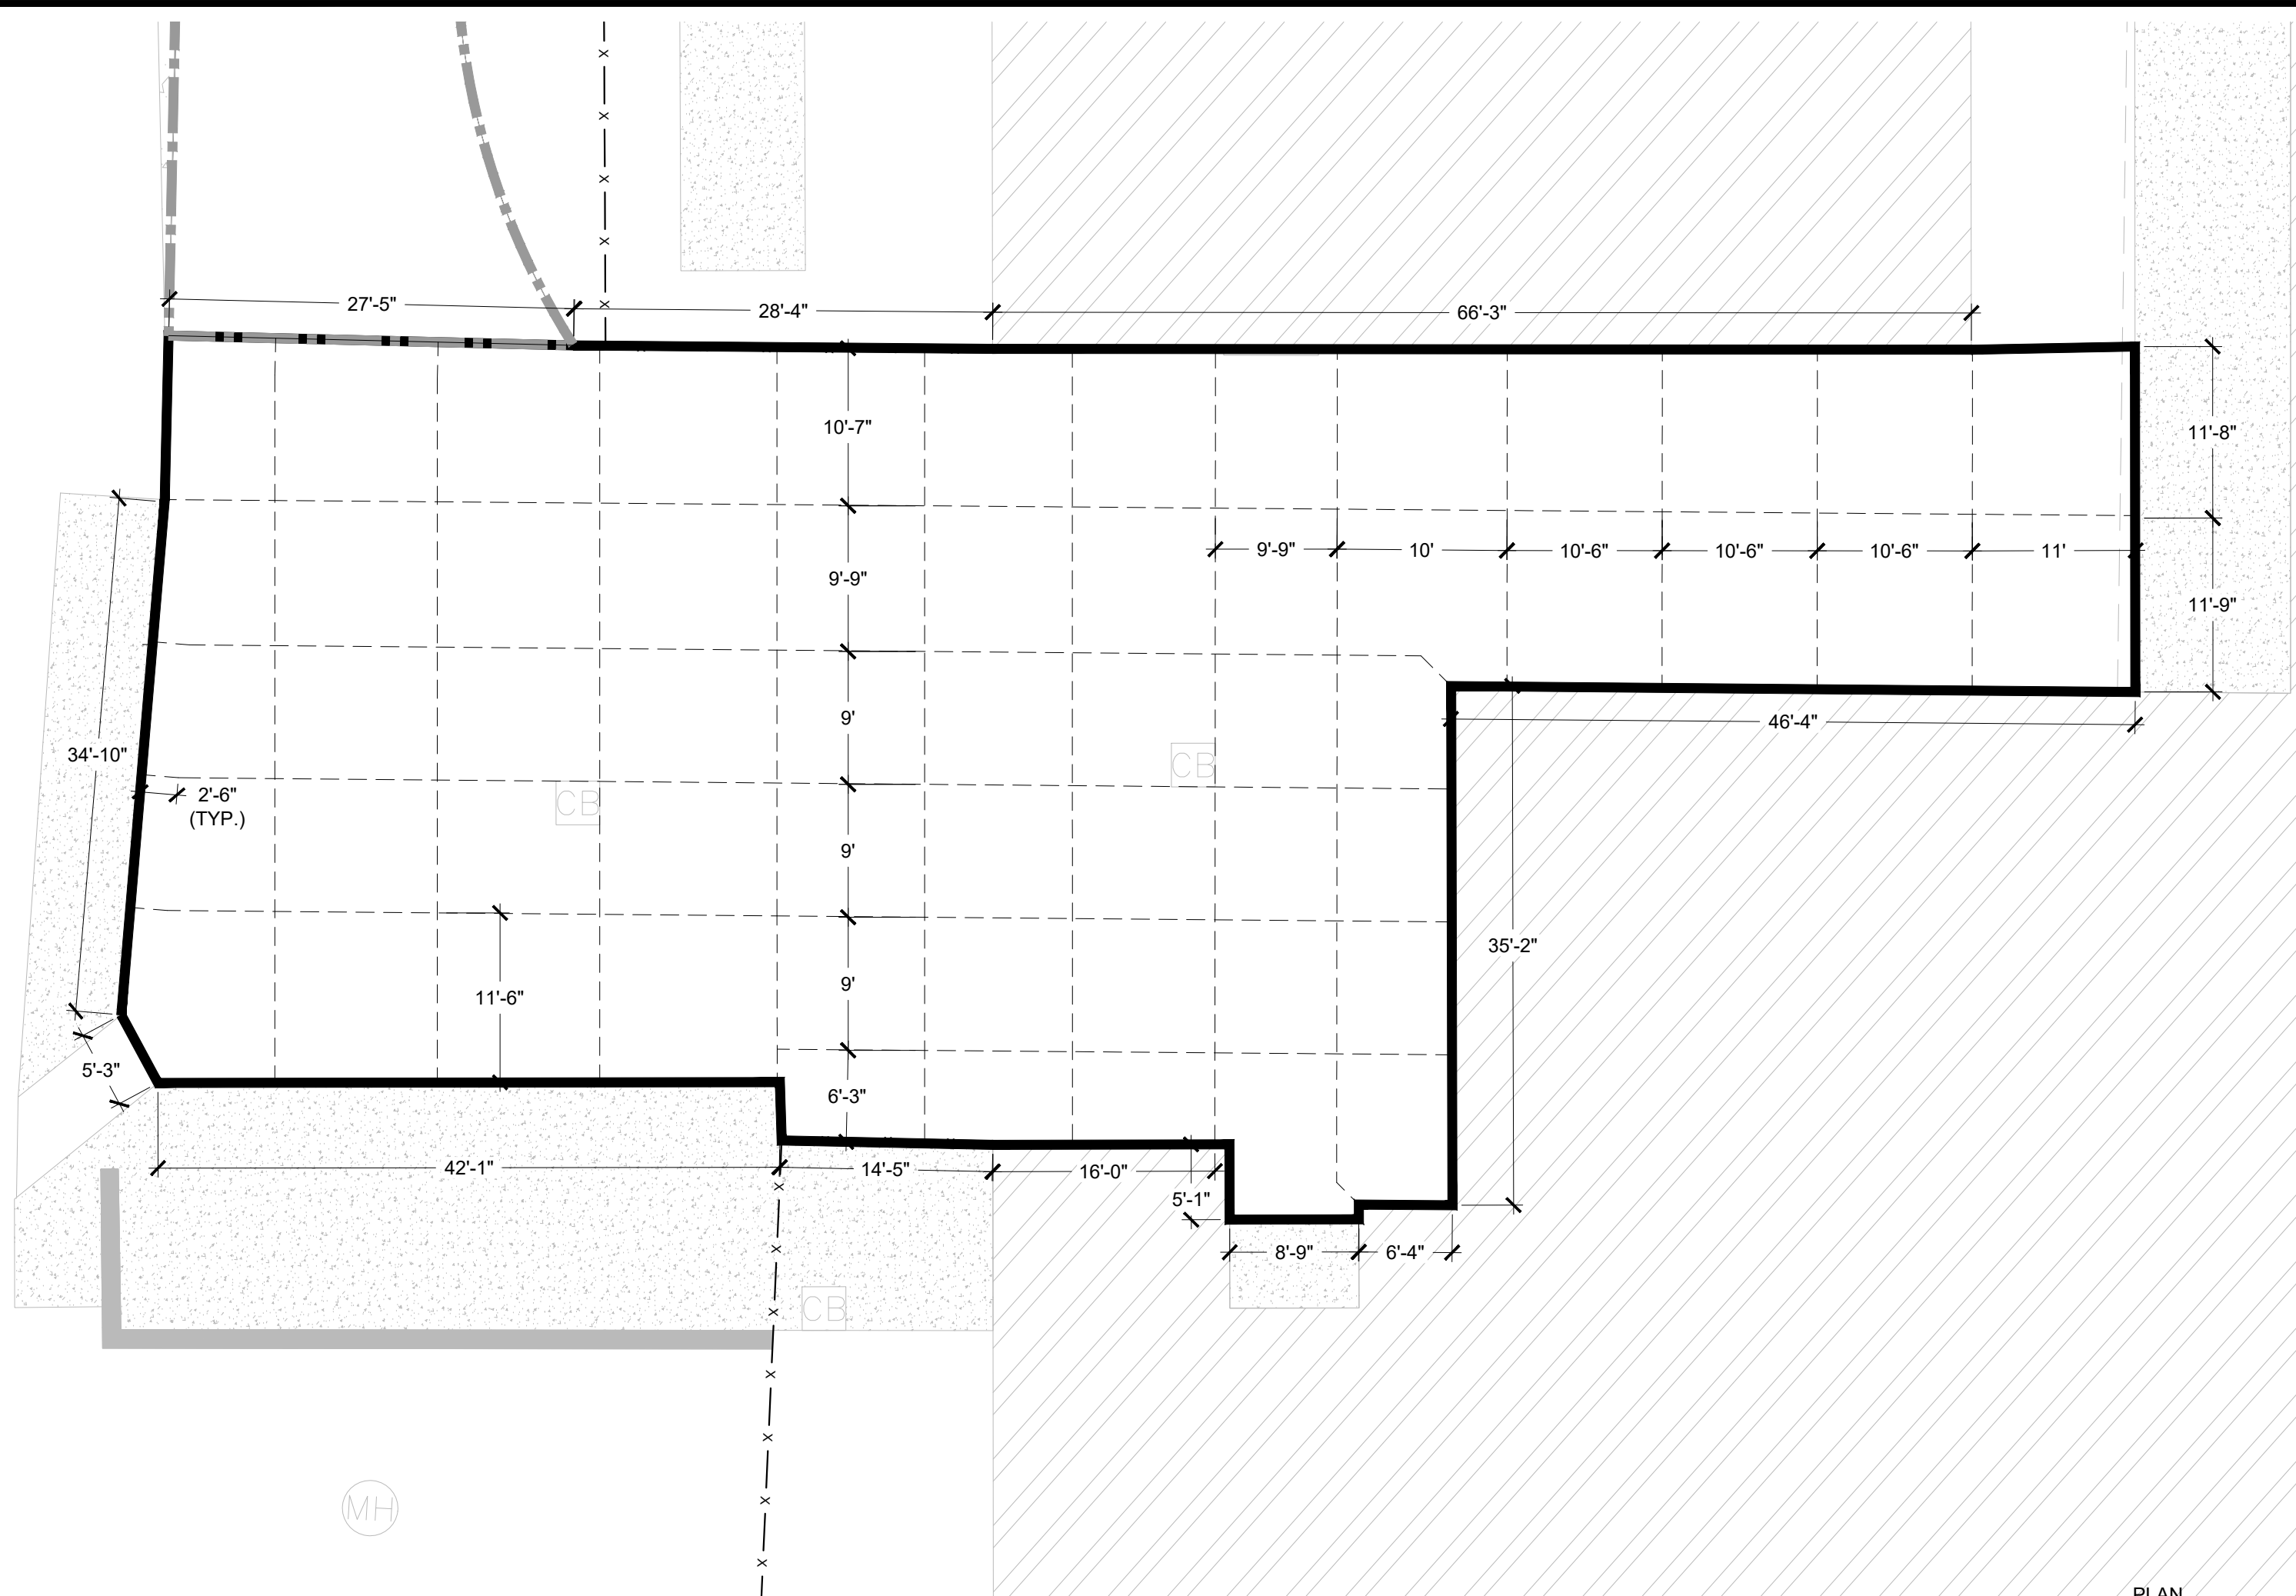 27'-5"
28'-4"
66'-3"
10'-7"
11'-8"
9'-9"
9'-9"
10'
10'-6"
10'-6"
10'-6"
11'
11'-9"
9'
46'-4"
34'-10"
CB
CB
2'-6"
(TYP.)
9'
35'-2"
9'
11'-6"
5'-3"
6'-3"
42'-1"
14'-5"
16'-0"
5'-1"
8'-9"
6'-4"
CB
MH
x
x
x
x
x
x
x
x
x
x
x
x
PLAN